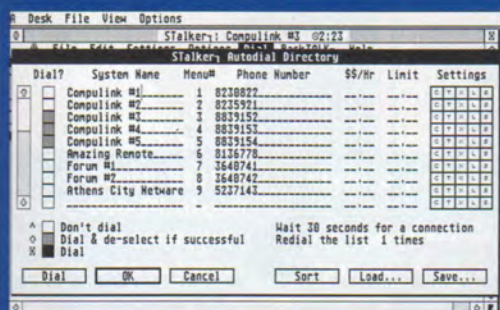 Desk File View Options
STalker: Compulink #3 ⊙2:23
File Edit Settings Options Dial BackTALK Help
STalker: Autodial Directory
Dial? System Name Menu# Phone Number $$/Hr Limit Settings
Compulink #1 1 8230822 C T X L S
Compulink #2 2 8235921
Compulink #3 3 8839152
Compulink #4 4 8839153
Compulink #5 5 8839154
Amazing Remote 6 8136778
Forum #1 7 3640741
Forum #2 8 3640742
Athens City Netware 9 5237143
Don't dial Wait 30 seconds for a connection
Dial & de-select if successful Redial the list 1 times
Dial
Dial OK Cancel Sort Load... Save...